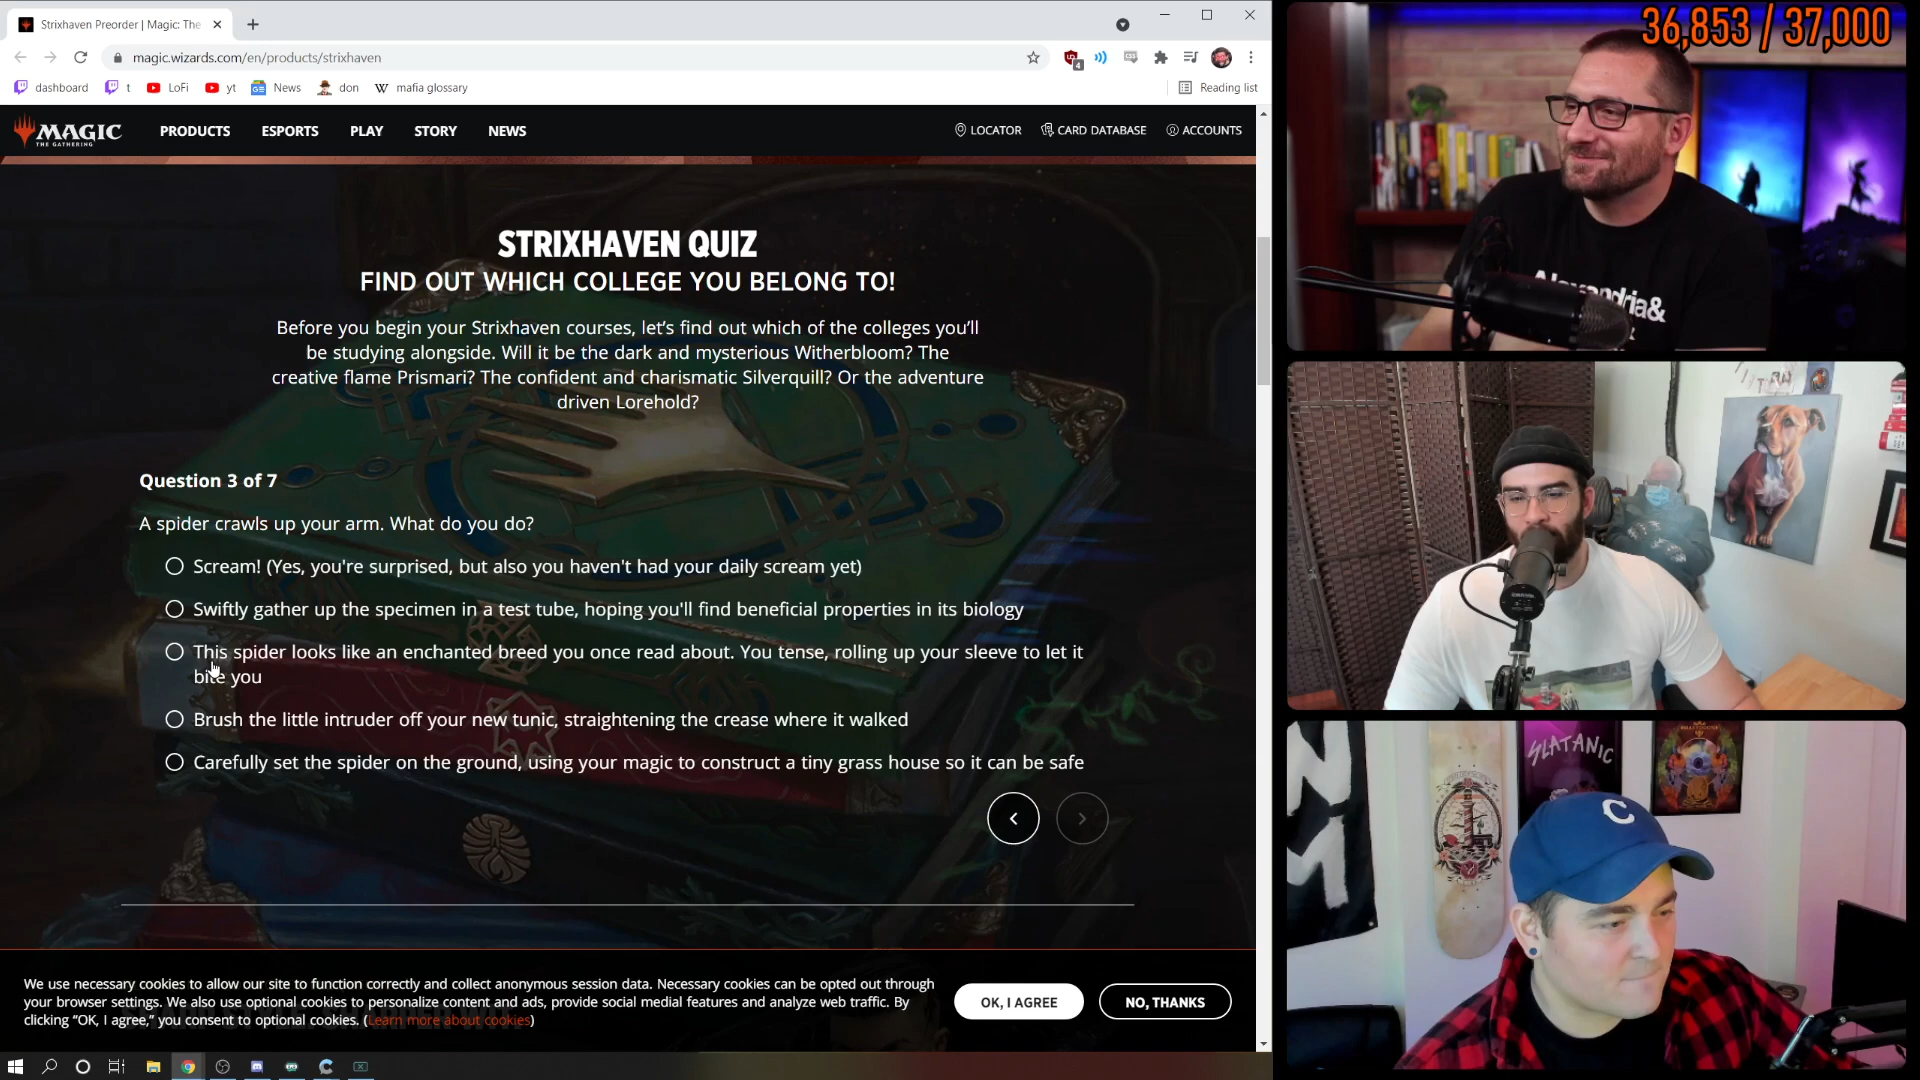 Strixhaven Preorder | Magic: The
magic.wizards.com/en/products/strixhaven
4
dashboard
t
LoFi
yt
News
don
W
mafia glossary
Reading list
MAGIC
THE GATHERING
PRODUCTS
ESPORTS
PLAY
STORY
NEWS
LOCATOR
CARD DATABASE
ACCOUNTS
STRIXHAVEN QUIZ
FIND OUT WHICH COLLEGE YOU BELONG TO!
Before you begin your Strixhaven courses, let's find out which of the colleges you'll
be studying alongside. Will it be the dark and mysterious Witherbloom? The
creative flame Prismari? The confident and charismatic Silverquill? Or the adventure
driven Lorehold?
Question 3 of 7
A spider crawls up your arm. What do you do?
Scream! (Yes, you're surprised, but also you haven't had your daily scream yet)
Swiftly gather up the specimen in a test tube, hoping you'll find beneficial properties in its biology
This spider looks like an enchanted breed you once read about. You tense, rolling up your sleeve to let it
bite you
Brush the little intruder off your new tunic, straightening the crease where it walked
Carefully set the spider on the ground, using your magic to construct a tiny grass house so it can be safe
We use necessary cookies to allow our site to function correctly and collect anonymous session data. Necessary cookies can be opted out through
your browser settings. We also use optional cookies to personalize content and ads, provide social medial features and analyze web traffic. By
clicking "OK, I agree," you consent to optional cookies. (Learn more about cookies)
OK, I AGREE
NO, THANKS
36,853 / 37,000
SLATANIC
C